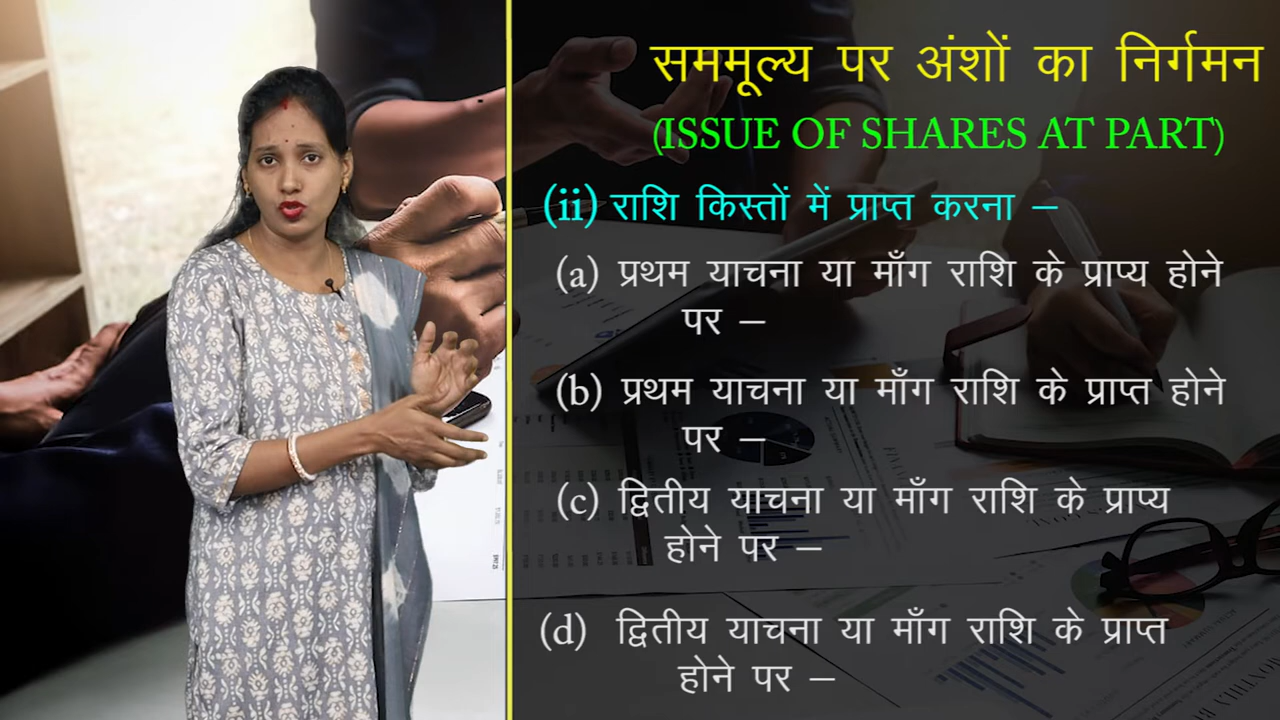 सममूल्य पर अंशों का निर्गमन
(ISSUE OF SHARES AT PART)
(ii) राशि किस्तों में प्राप्त करना –
(a) प्रथम याचना या माँग राशि के प्राप्य होने
पर –
(b) प्रथम याचना या माँग राशि के प्राप्त होने
पर –
(c) द्वितीय याचना या माँग राशि के प्राप्य
होने पर –
(d) द्वितीय याचना या माँग राशि के प्राप्त
होने पर –